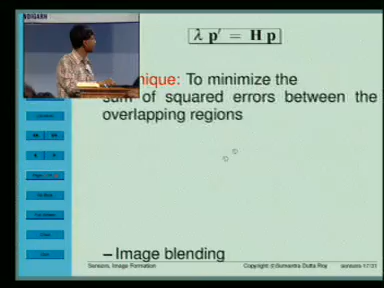 NDIGARH
λ p′ = H p
nique: To minimize the
sum of squared errors between the
overlapping regions
– Image blending
Sensors, Image Formation
Copyright ©Sumantra Dutta Roy
sensors-17/31